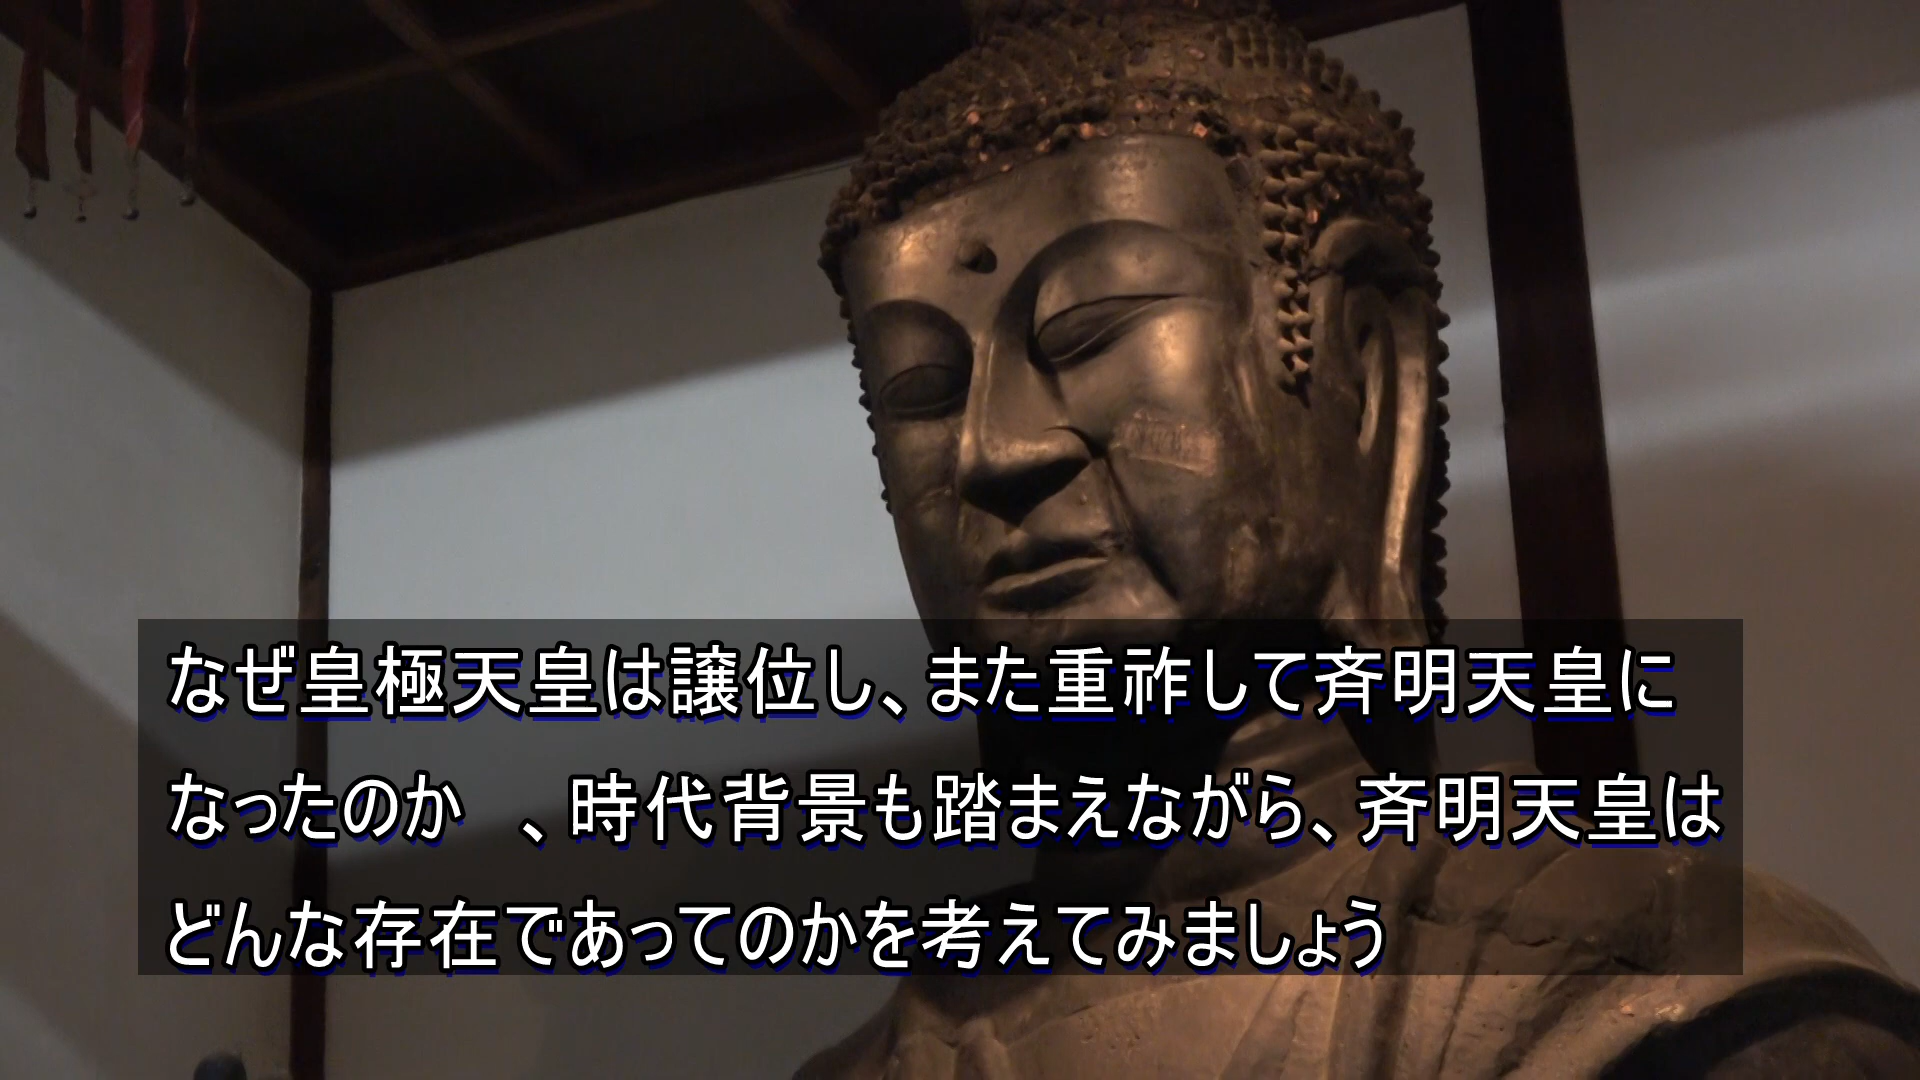 なぜ皇極天皇は譲位し、また重祚して斉明天皇に
なったのか　、時代背景も踏まえながら、斉明天皇は
どんな存在であってのかを考えてみましょう